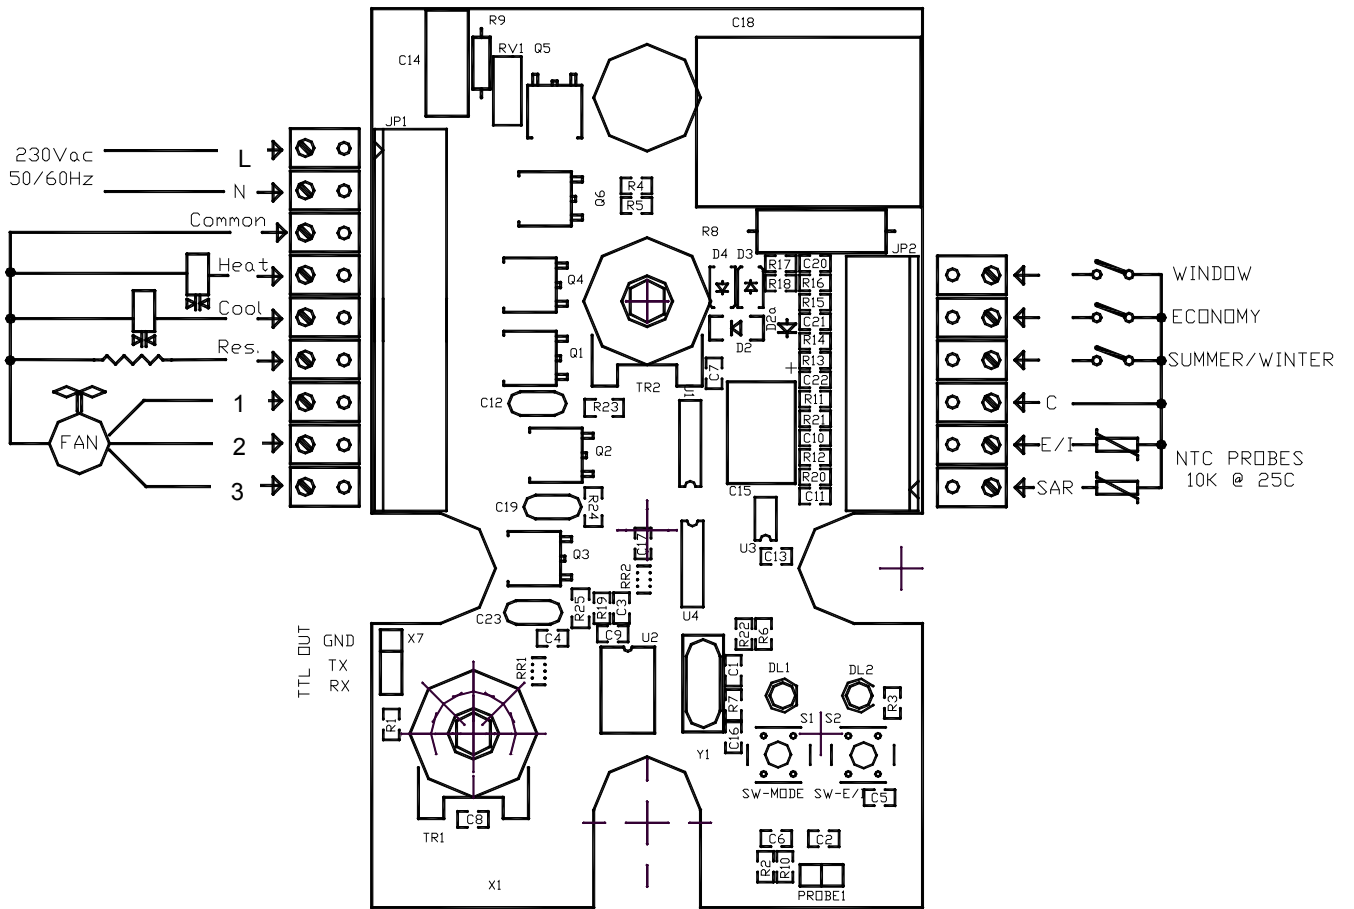 R9
C18
RV1 Q5
C14
JP1
230Vac
50/60Hz
L
N
Common
Heat
Cool
Res.
1
2
3
FAN
Q6
R4
R5
R8
JP2
D4 D3
R17 C20
R18 R16
R15
D2a C21
D2 R14
R13
+
C22
Q4
Q1
C7
TR2
U1
C12
R23
R11
R21
C10
R12
R20
C11
Q2
C15
C19
R24
U3
C13
C17
Q3
RR2
U4
C23
R25
R19
C3
C4
C9
U2
R22
R6
WINDOW
ECONOMY
SUMMER/WINTER
C
E/I
SAR
NTC PROBES
10K @ 25C
TTL OUT
GND
TX
RX
X7
RR1
R1
C1
R7
C16
Y1
DL1
DL2
R3
S1 S2
SW-MODE SW-E/I
C5
TR1
C8
C6 C2
R2
R10
X1
PROBE1